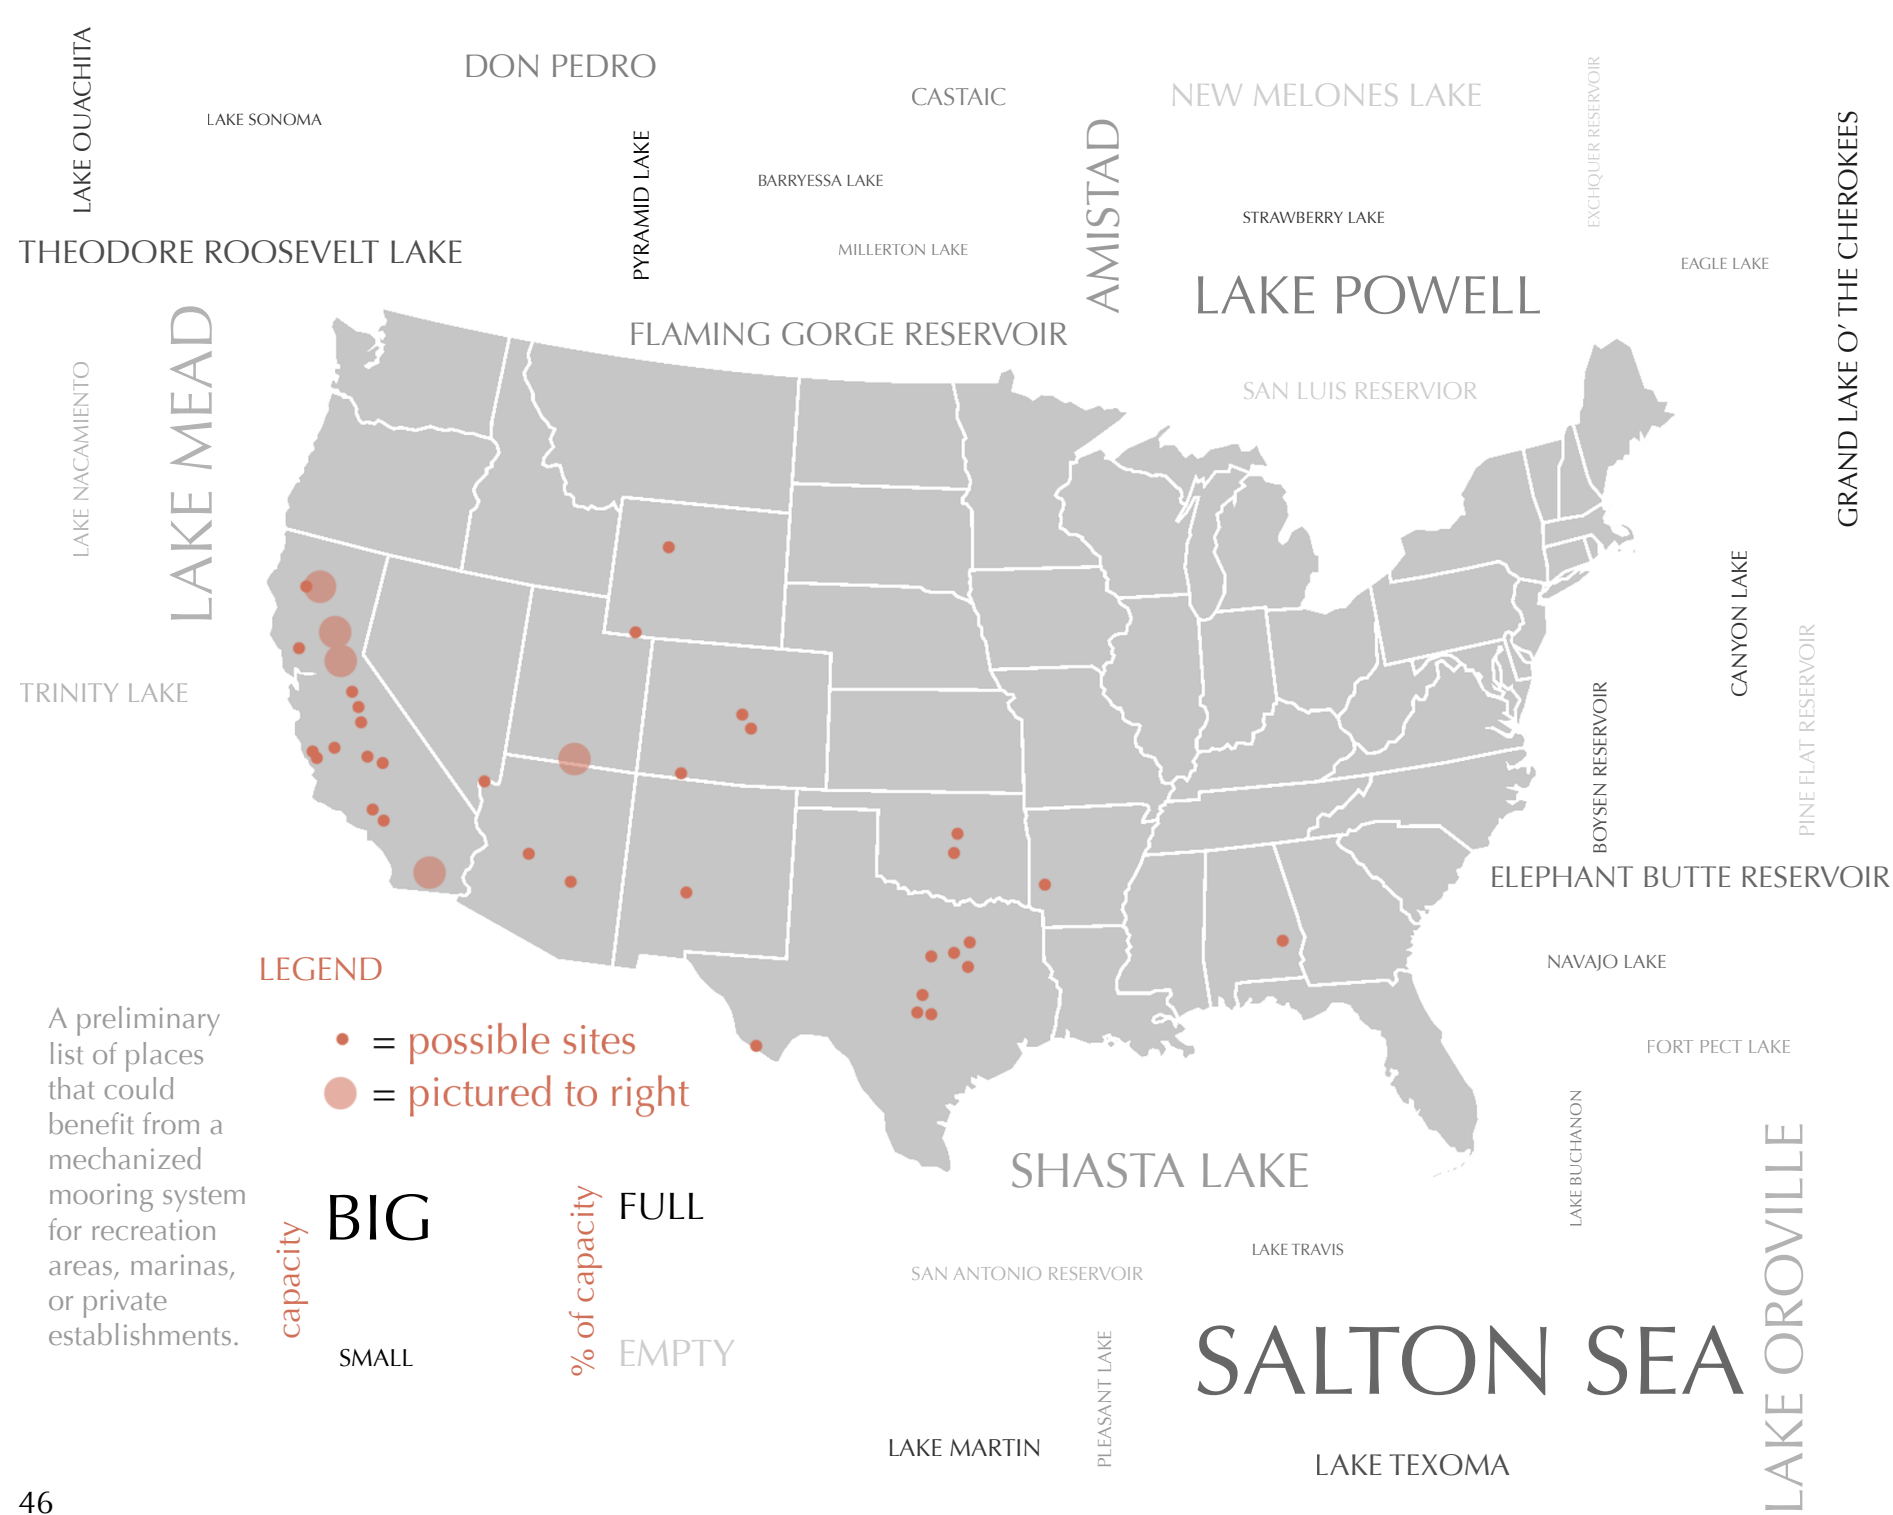 LAKE OUACHITA
DON PEDRO
CASTAIC
NEW MELONES LAKE
EXCHQUER RESERVOIR
LAKE SONOMA
PYRAMID LAKE
BARRYESSA LAKE
AMISTAD
STRAWBERRY LAKE
GRAND LAKE O' THE CHEROKEES
THEODORE ROOSEVELT LAKE
MILLERTON LAKE
EAGLE LAKE
LAKE POWELL
LAKE MEAD
FLAMING GORGE RESERVOIR
LAKE NACAMIENTO
SAN LUIS RESERVIOR
CANYON LAKE
TRINITY LAKE
PINE FLAT RESERVOIR
BOYSEN RESERVOIR
ELEPHANT BUTTE RESERVOIR
NAVAJO LAKE
LEGEND
= possible sites
= pictured to right
A preliminary
list of places
that could
benefit from a
mechanized
mooring system
for recreation
areas, marinas,
or private
establishments.
capacity
BIG
SMALL
% of capacity
FULL
EMPTY
FORT PECT LAKE
LAKE BUCHANON
SHASTA LAKE
LAKE OROVILLE
LAKE TRAVIS
SAN ANTONIO RESERVOIR
PLEASANT LAKE
SALTON SEA
LAKE MARTIN
LAKE TEXOMA
46